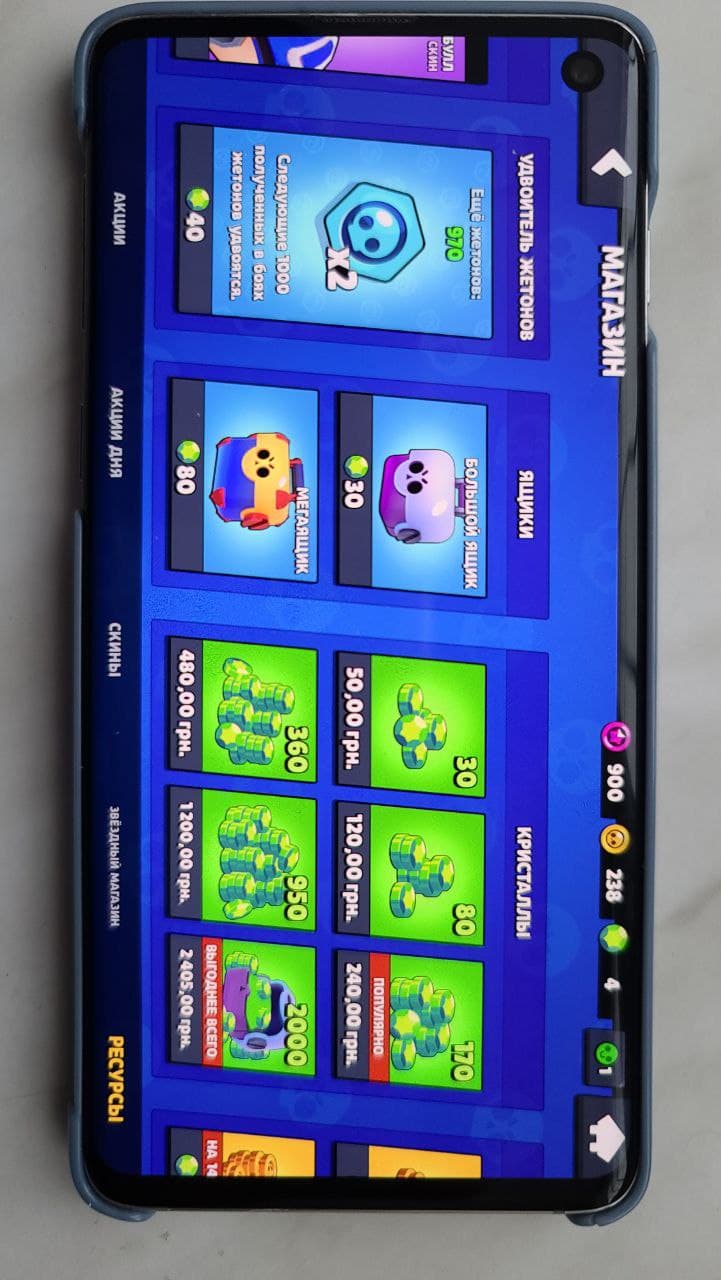 МАГАЗИН
900
238
4
1
БУЛЛ
СКИН
УДВОИТЕЛЬ ЖЕТОНОВ
Ещё жетонов:
970
x2
Следующие 1000
полученных в боях
жетонов удвоятся.
40
ЯЩИКИ
БОЛЬШОЙ ЯЩИК
30
МЕГАЯЩИК
80
КРИСТАЛЛЫ
30
50,00 грн.
80
120,00 грн.
170
ПОПУЛЯРНО
240,00 грн.
360
480,00 грн.
950
1200,00 грн.
2000
ВЫГОДНЕЕ ВСЕГО
2405,00 грн.
НА 14
АКЦИИ
АКЦИИ ДНЯ
СКИНЫ
ЗВЁЗДНЫЙ МАГАЗИН
РЕСУРСЫ